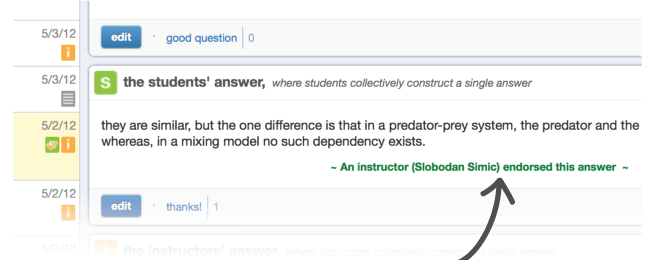 5/3/12
edit · good question 0
i
5/3/12
S the students' answer, where students collectively construct a single answer
5/2/12
they are similar, but the one difference is that in a predator-prey system, the predator and the
whereas, in a mixing model no such dependency exists.
i
~ An instructor (Slobodan Simic) endorsed this answer ~
5/2/12
edit · thanks! 1
i
5/2/12
the instructors' answer, where instructors collectively construct a single answer